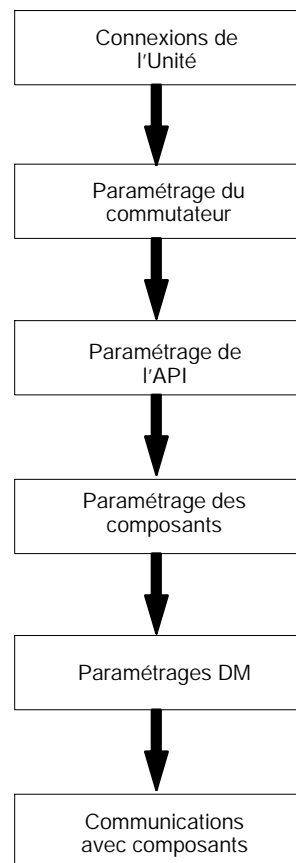 Connexions de
l'Unité
Paramétrage du
commutateur
Paramétrage de
l'API
Paramétrage des
composants
Paramétrages DM
Communications
avec composants